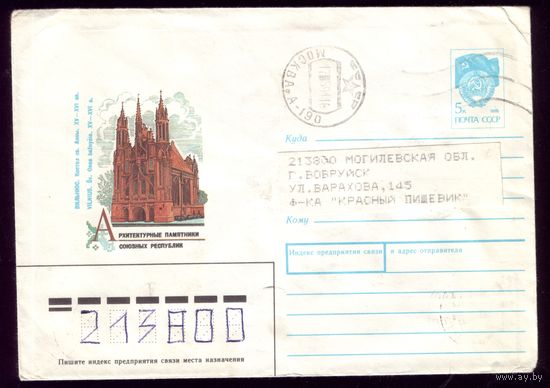 МОСКВА-190
5к
ПОЧТА СССР
ВИЛЬНЮС. Костел св. Анны. XV—XVI вв.
VILNIUS. Šv. Onos bažnyčia. XV—XVI a.
АРХИТЕКТУРНЫЕ ПАМЯТНИКИ
СОЮЗНЫХ РЕСПУБЛИК
Куда
213800 МОГИЛЕВСКАЯ ОБЛ.
Г.БОБРУЙСК
УЛ.БАРАХОВА,145
Ф-КА "КРАСНЫЙ ПИЩЕВИК"
Кому
Индекс предприятия связи и адрес отправителя
213800
Пишите индекс предприятия связи места назначения
www.ay.by